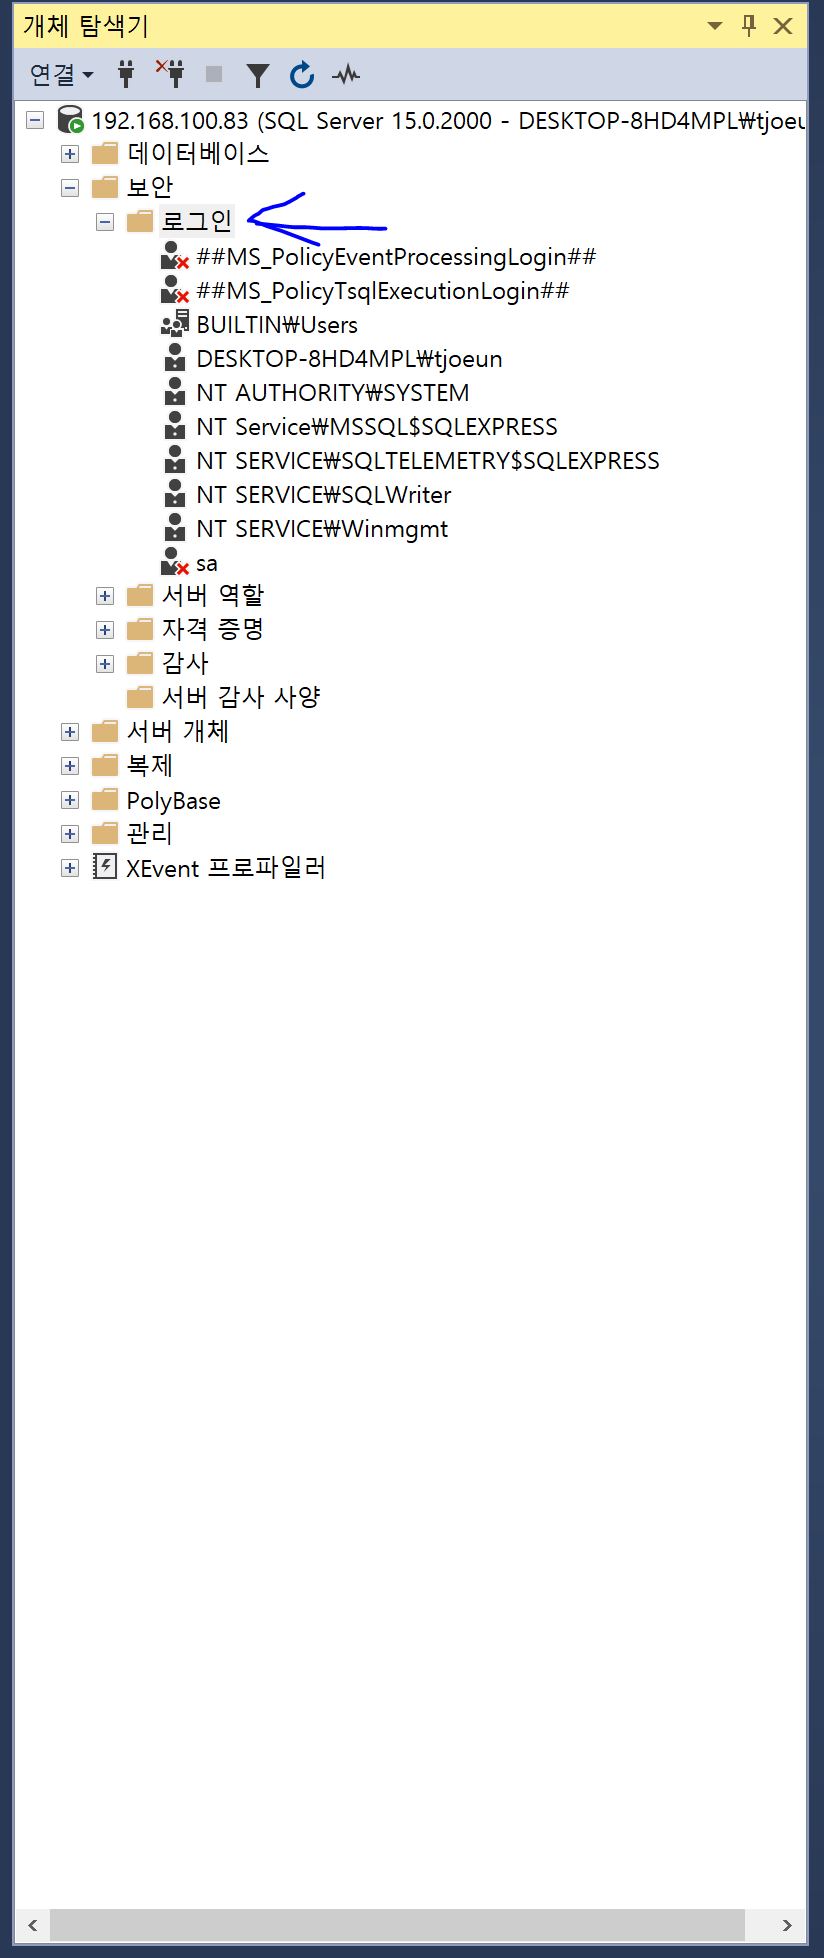 개체 탐색기
연결
192.168.100.83 (SQL Server 15.0.2000 - DESKTOP-8HD4MPL₩tjoeu
데이터베이스
보안
로그인
##MS_PolicyEventProcessingLogin##
##MS_PolicyTsqlExecutionLogin##
BUILTIN₩Users
DESKTOP-8HD4MPL₩tjoeun
NT AUTHORITY₩SYSTEM
NT Service₩MSSQL$SQLEXPRESS
NT SERVICE₩SQLTELEMETRY$SQLEXPRESS
NT SERVICE₩SQLWriter
NT SERVICE₩Winmgmt
sa
서버 역할
자격 증명
감사
서버 감사 사양
서버 개체
복제
PolyBase
관리
XEvent 프로파일러